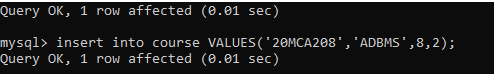 Query OK, 1 row affected (0.01 sec)
mysql> insert into course VALUES('20MCA208','ADBMS',8,2);
Query OK, 1 row affected (0.01 sec)